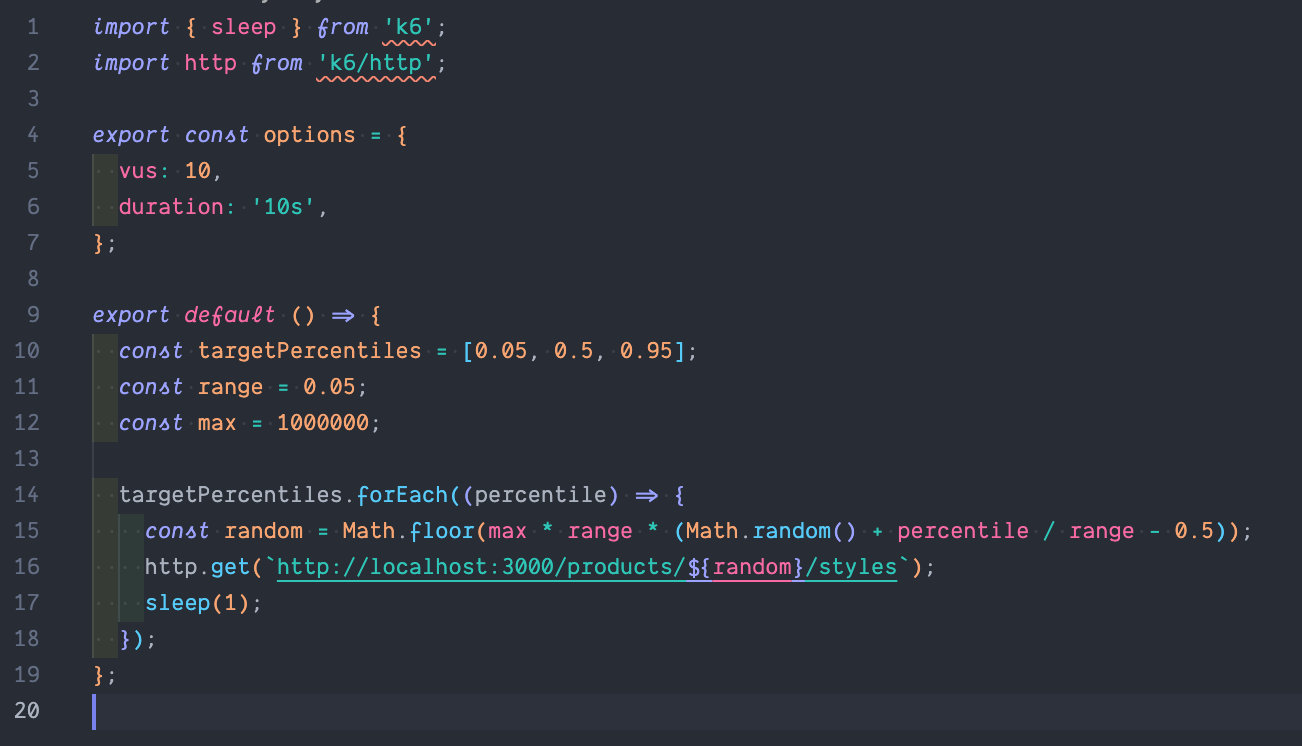 1 import { sleep } from 'k6';
2 import http from 'k6/http';
3
4 export const options = {
5   vus: 10,
6   duration: '10s',
7 };
8
9 export default () => {
10   const targetPercentiles = [0.05, 0.5, 0.95];
11   const range = 0.05;
12   const max = 1000000;
13
14   targetPercentiles.forEach((percentile) => {
15     const random = Math.floor(max * range * (Math.random() + percentile / range - 0.5));
16     http.get(`http://localhost:3000/products/${random}/styles`);
17     sleep(1);
18   });
19 };
20